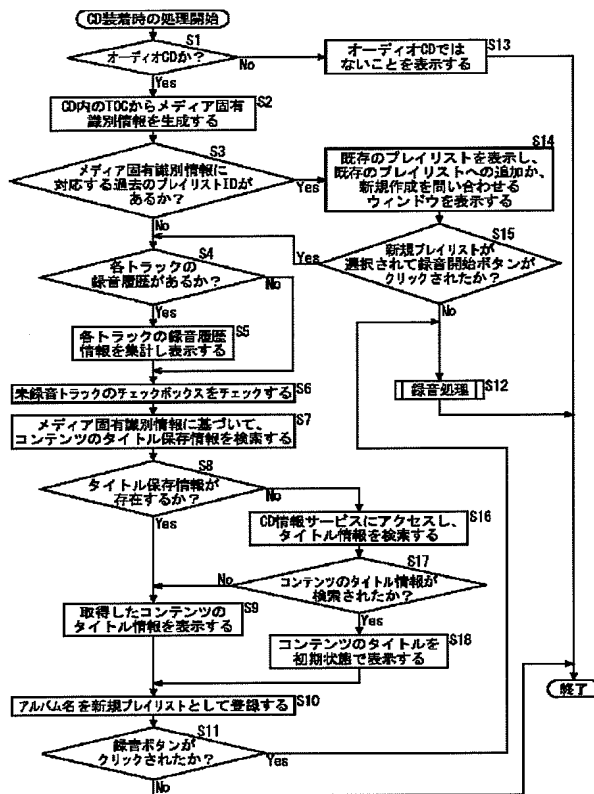 CD装着時の処理開始
S1
オーディオCDか?
No
Yes
S13
オーディオCDでは
ないことを表示する
CD内のTOCからメディア固有
識別情報を生成する
S2
S3
メディア固有識別情報に
対応する過去のプレイリストIDが
あるか?
Yes
No
S14
既存のプレイリストを表示し、
既存のプレイリストへの追加か、
新規作成を問い合わせる
ウィンドウを表示する
S15
新規プレイリストが
選択されて録音開始ボタンが
クリックされたか?
Yes
No
S4
各トラックの
録音履歴があるか?
No
Yes
各トラックの録音履歴
情報を集計し表示する
S5
未録音トラックのチェックボックスをチェックする
S6
録音処理
S12
S7
メディア固有識別情報に基づいて、
コンテンツのタイトル保存情報を検索する
S8
タイトル保存情報が
存在するか?
No
Yes
CD情報サービスにアクセスし、
タイトル情報を検索する
S16
S17
コンテンツのタイトル情報が
検索されたか?
No
Yes
取得したコンテンツの
タイトル情報を表示する
S9
コンテンツのタイトルを
初期状態で表示する
S18
アルバム名を新規プレイリストとして登録する
S10
終了
S11
録音ボタンが
クリックされたか?
Yes
No